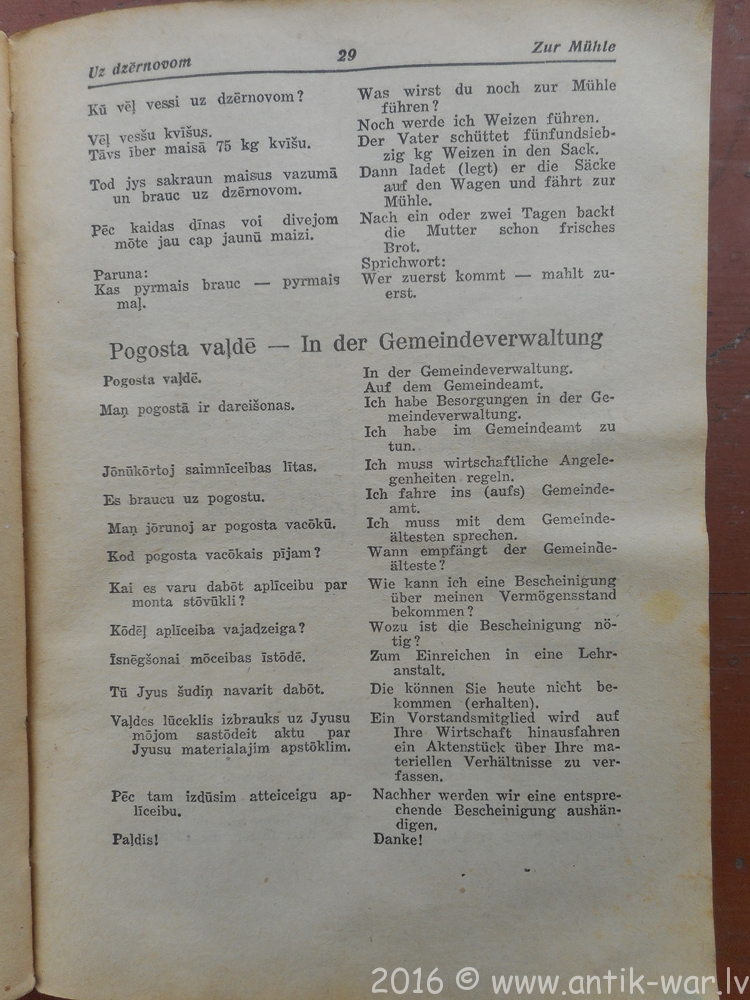 Uz dzērnovom
29
Zur Mühle
Kū vēļ vessi uz dzērnovom?
Vēļ vesšu kvīšus.
Tāvs īber maisā 75 kg kvīšu.
Tod jys sakraun maisus vazumā
un brauc uz dzērnovom.
Pēc kaidas dīnas voi divejom
mōte jau cap jaunū maizi.
Paruna:
Kas pyrmais brauc — pyrmais
maļ.
Was wirst du noch zur Mühle
führen?
Noch werde ich Weizen führen.
Der Vater schüttet fünfundsieb-
zig kg Weizen in den Sack.
Dann ladet (legt) er die Säcke
auf den Wagen und fährt zur
Mühle.
Nach ein oder zwei Tagen backt
die Mutter schon frisches
Brot.
Sprichwort:
Wer zuerst kommt — mahlt zu-
erst.
Pogosta vaļdē — In der Gemeindeverwaltung
Pogosta vaļdē.
Maņ pogostā ir dareišonas.
Jōnūkōrtoj saimnīceibas lītas.
Es braucu uz pogostu.
Maņ jōrunoj ar pogosta vacōkū.
Kod pogosta vacōkais pījam?
Kai es varu dabōt aplīceibu par
monta stōvūkli?
Kōdēļ aplīceiba vajadzeiga?
Īsnēgšonai mōceibas īstōdē.
Tū Jyus šudiņ navarit dabōt.
Vaļdes lūceklis izbrauks uz Jyusu
mōjom sastōdeit aktu par
Jyusu materialajim apstōklim.
Pēc tam izdūsim atteiceigu ap-
līceibu.
Paļdis!
In der Gemeindeverwaltung.
Auf dem Gemeindeamt.
Ich habe Besorgungen in der Ge-
meindeverwaltung.
Ich habe im Gemeindeamt zu
tun.
Ich muss wirtschaftliche Angele-
genheiten regeln.
Ich fahre ins (aufs) Gemeinde-
amt.
Ich muss mit dem Gemeinde-
ältesten sprechen.
Wann empfängt der Gemeinde-
älteste?
Wie kann ich eine Bescheinigung
über meinen Vermögensstand
bekommen?
Wozu ist die Bescheinigung nö-
tig?
Zum Einreichen in eine Lehr-
anstalt.
Die können Sie heute nicht be-
kommen (erhalten).
Ein Vorstandsmitglied wird auf
Ihre Wirtschaft hinausfahren
ein Aktenstück über Ihre ma-
teriellen Verhältnisse zu ver-
fassen.
Nachher werden wir eine entspre-
chende Bescheinigung aushän-
digen.
Danke!
2016 © www.antik-war.lv